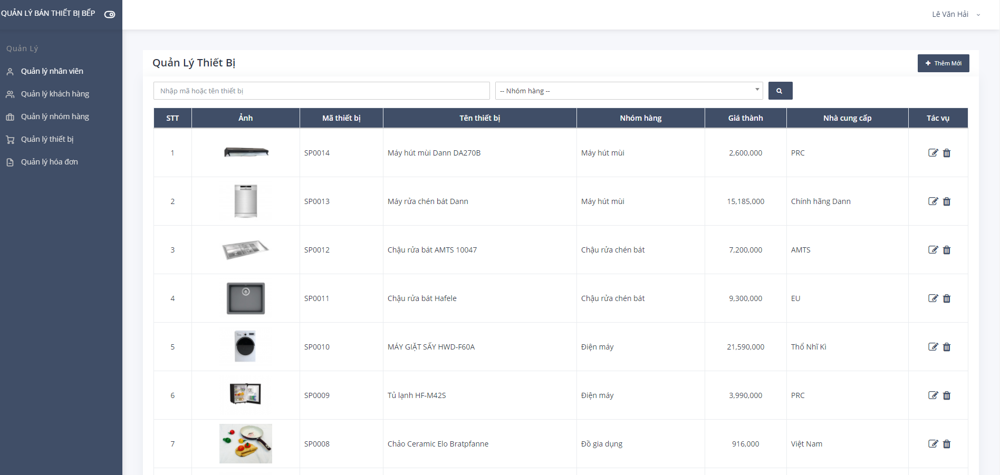 QUẢN LÝ BÁN THIẾT BỊ BẾP
Lê Văn Hải
Quản Lý
Quản lý nhân viên
Quản lý khách hàng
Quản lý nhóm hàng
Quản lý thiết bị
Quản lý hóa đơn
Quản Lý Thiết Bị
Thêm Mới
Nhập mã hoặc tên thiết bị
-- Nhóm hàng --
STT Ảnh Mã thiết bị Tên thiết bị Nhóm hàng Giá thành Nhà cung cấp Tác vụ
1 SP0014 Máy hút mùi Dann DA270B Máy hút mùi 2,600,000 PRC
2 SP0013 Máy rửa chén bát Dann Máy hút mùi 15,185,000 Chính hãng Dann
3 SP0012 Chậu rửa bát AMTS 10047 Chậu rửa chén bát 7,200,000 AMTS
4 SP0011 Chậu rửa bát Hafele Chậu rửa chén bát 9,300,000 EU
5 SP0010 MÁY GIẶT SẤY HWD-F60A Điện máy 21,590,000 Thổ Nhĩ Kì
6 SP0009 Tủ lạnh HF-M42S Điện máy 3,990,000 PRC
7 SP0008 Chảo Ceramic Elo Bratpfanne Đồ gia dụng 916,000 Việt Nam